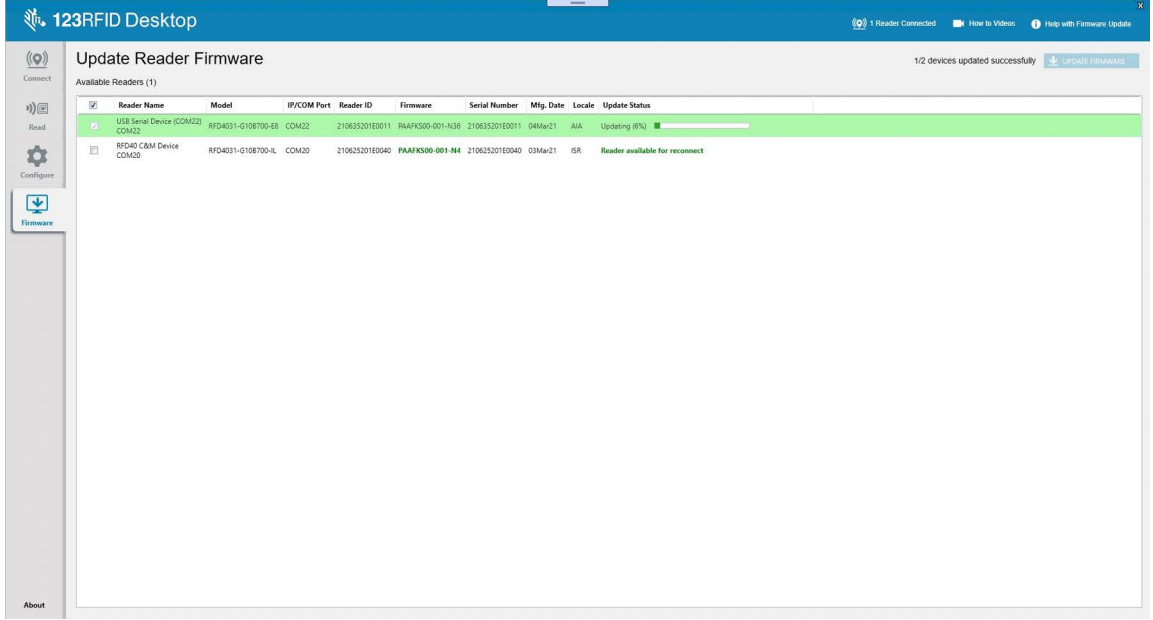 123RFID Desktop
1 Reader Connected
How to Videos
Help with Firmware Update
X
Connect
Read
Configure
Firmware
About
Update Reader Firmware
1/2 devices updated successfully
UPDATE FIRMWARE
Available Readers (1)
Reader Name Model IP/COM Port Reader ID Firmware Serial Number Mfg. Date Locale Update Status
USB Serial Device (COM22)
COM22 RFD4031-G10B700-E8 COM22 210635201E0011 PAAFKS00-001-N36 210635201E0011 04Mar21 AIA Updating (6%)
RFD40 C&M Device
COM20 RFD4031-G10B700-IL COM20 210625201E0040 PAAFKS00-001-N4 210625201E0040 03Mar21 ISR Reader available for reconnect